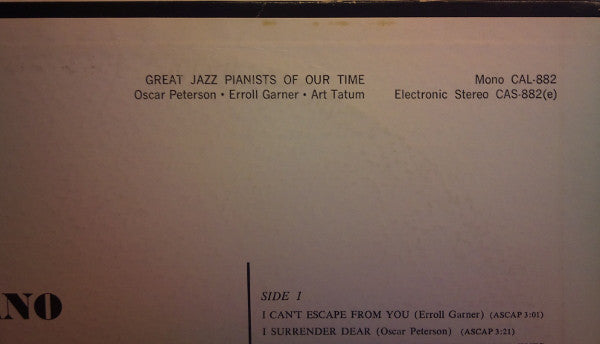 GREAT JAZZ PIANISTS OF OUR TIME
Oscar Peterson • Erroll Garner • Art Tatum
Mono CAL-882
Electronic Stereo CAS-882(e)
ANO
SIDE 1
I CAN'T ESCAPE FROM YOU (Erroll Garner) (ASCAP 3:01)
I SURRENDER DEAR (Oscar Peterson) (ASCAP 3:21)